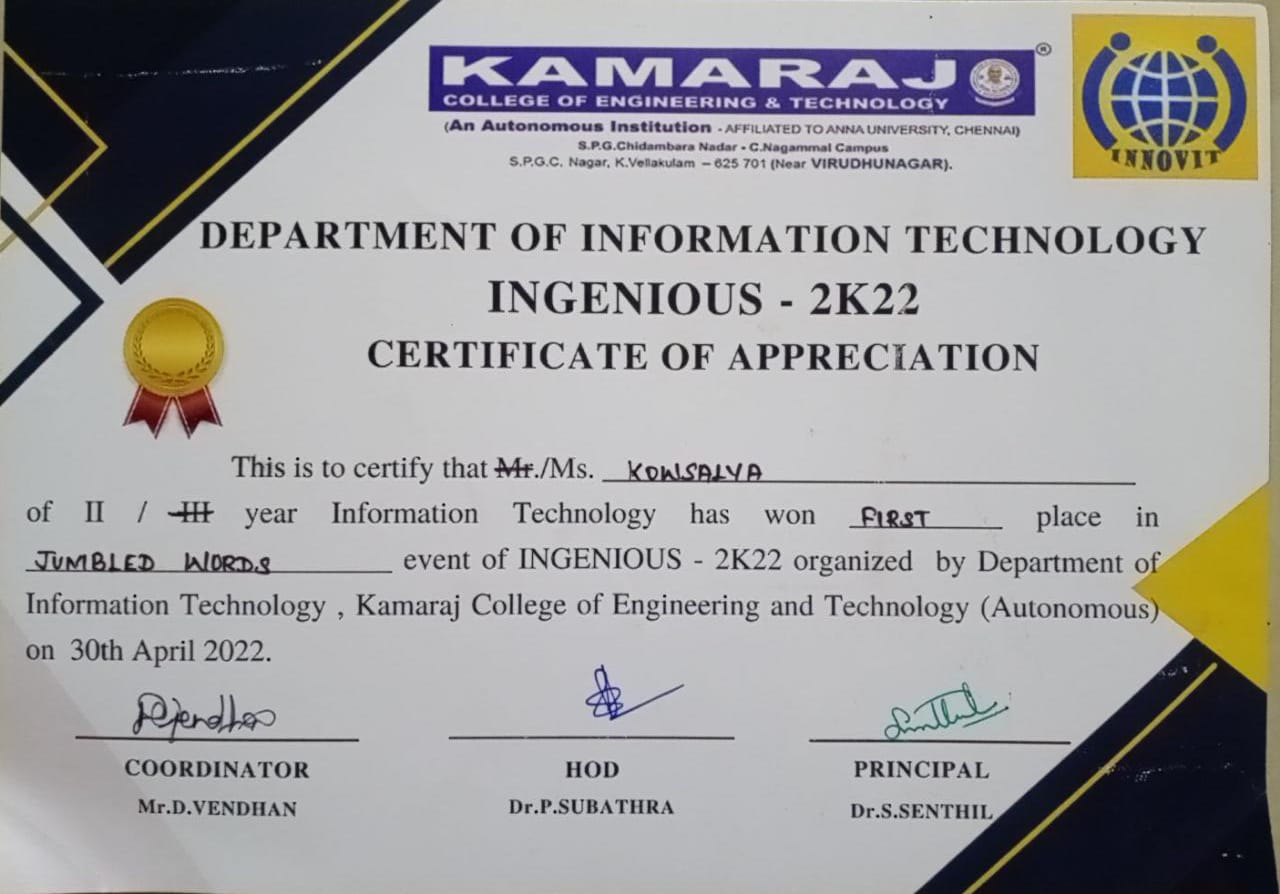 KAMARAJ ®
COLLEGE OF ENGINEERING & TECHNOLOGY
(An Autonomous Institution - AFFILIATED TO ANNA UNIVERSITY, CHENNAI)
S.P.G.Chidambara Nadar - C.Nagammal Campus
S.P.G.C. Nagar, K.Vellakulam – 625 701 (Near VIRUDHUNAGAR).
INNOVIT
DEPARTMENT OF INFORMATION TECHNOLOGY
INGENIOUS - 2K22
CERTIFICATE OF APPRECIATION
This is to certify that Mr./Ms. KOWSALYA
of II / III year Information Technology has won FIRST place in
JUMBLED WORDS event of INGENIOUS - 2K22 organized by Department of
Information Technology , Kamaraj College of Engineering and Technology (Autonomous)
on 30th April 2022.
COORDINATOR HOD PRINCIPAL
Mr.D.VENDHAN Dr.P.SUBATHRA Dr.S.SENTHIL